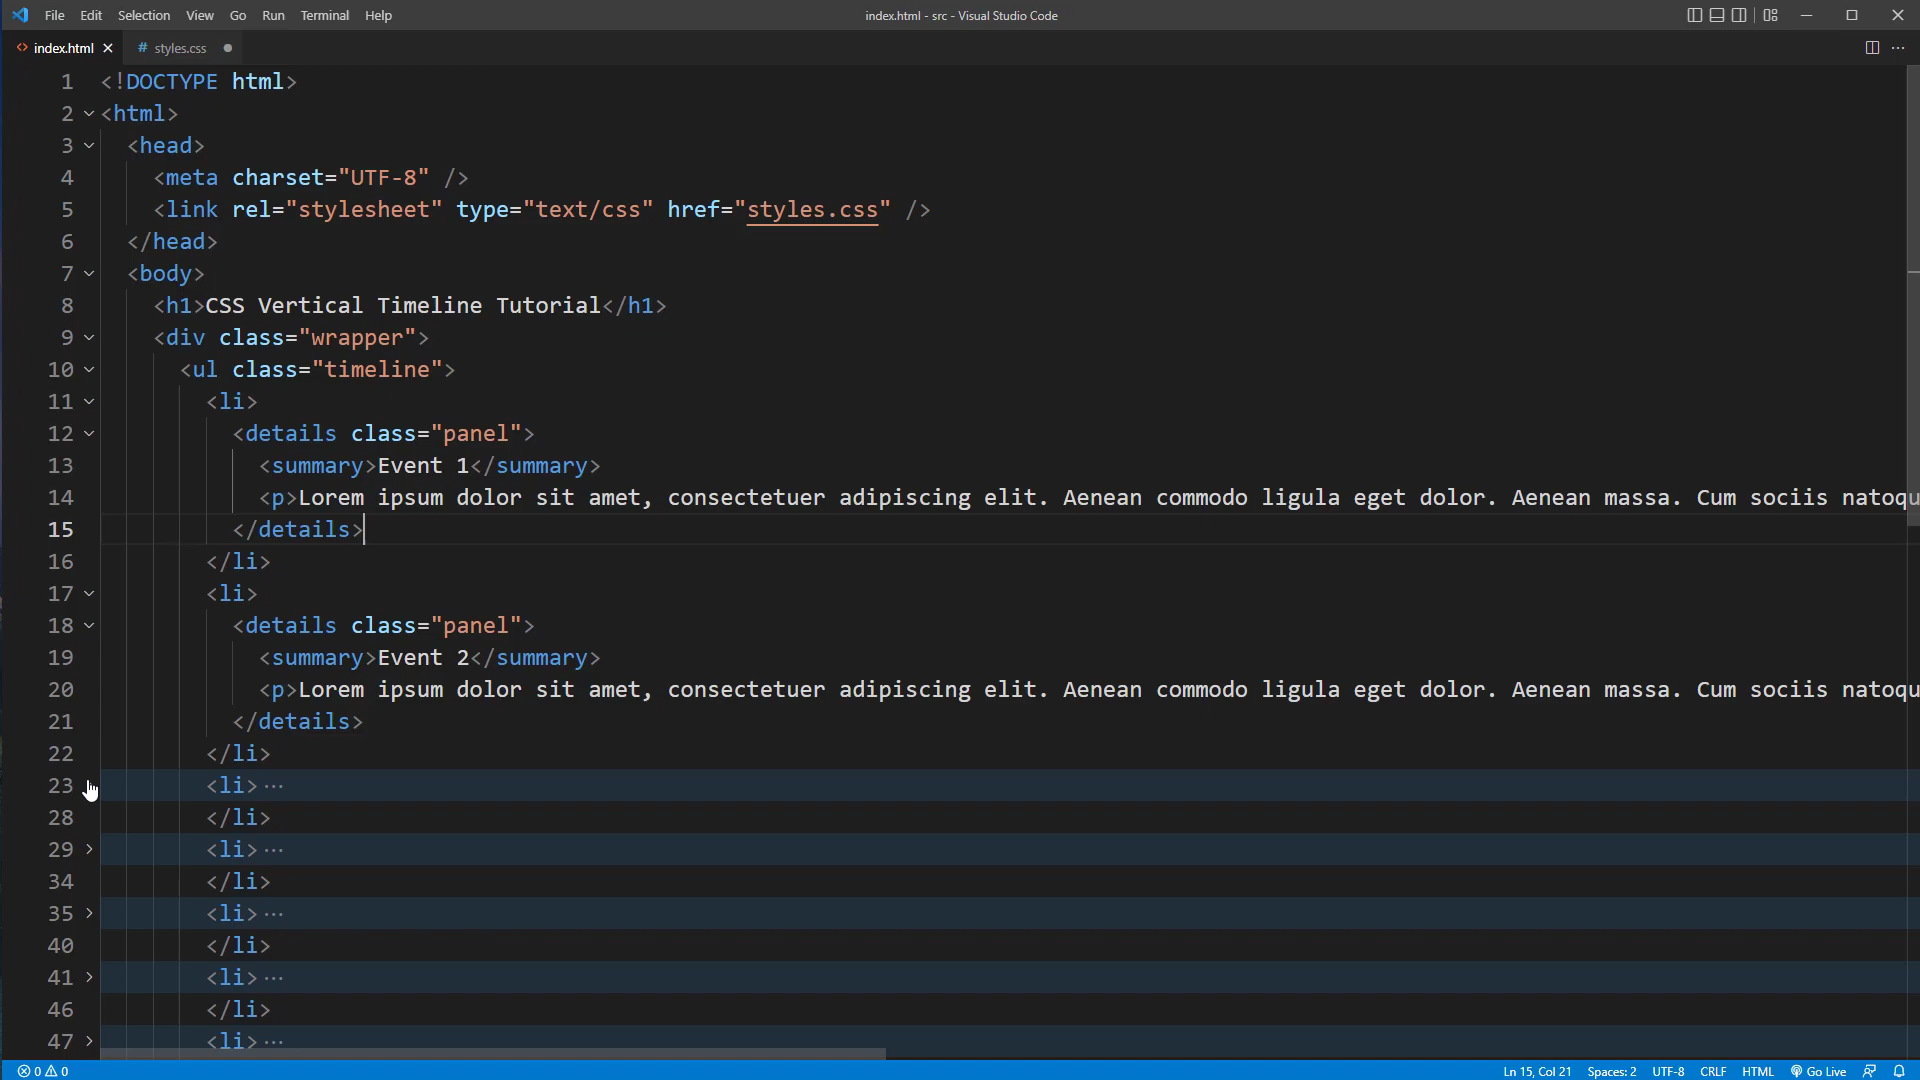 File Edit Selection View Go Run Terminal Help
index.html - src - Visual Studio Code
<> index.html
# styles.css
1 <!DOCTYPE html>
2 <html>
3 <head>
4 <meta charset="UTF-8" />
5 <link rel="stylesheet" type="text/css" href="styles.css" />
6 </head>
7 <body>
8 <h1>CSS Vertical Timeline Tutorial</h1>
9 <div class="wrapper">
10 <ul class="timeline">
11 <li>
12 <details class="panel">
13 <summary>Event 1</summary>
14 <p>Lorem ipsum dolor sit amet, consectetuer adipiscing elit. Aenean commodo ligula eget dolor. Aenean massa. Cum sociis natoqu
15 </details>
16 </li>
17 <li>
18 <details class="panel">
19 <summary>Event 2</summary>
20 <p>Lorem ipsum dolor sit amet, consectetuer adipiscing elit. Aenean commodo ligula eget dolor. Aenean massa. Cum sociis natoqu
21 </details>
22 </li>
23 <li>···
28 </li>
29 <li>···
34 </li>
35 <li>···
40 </li>
41 <li>···
46 </li>
47 <li>···
0 0 Ln 15, Col 21 Spaces: 2 UTF-8 CRLF HTML Go Live